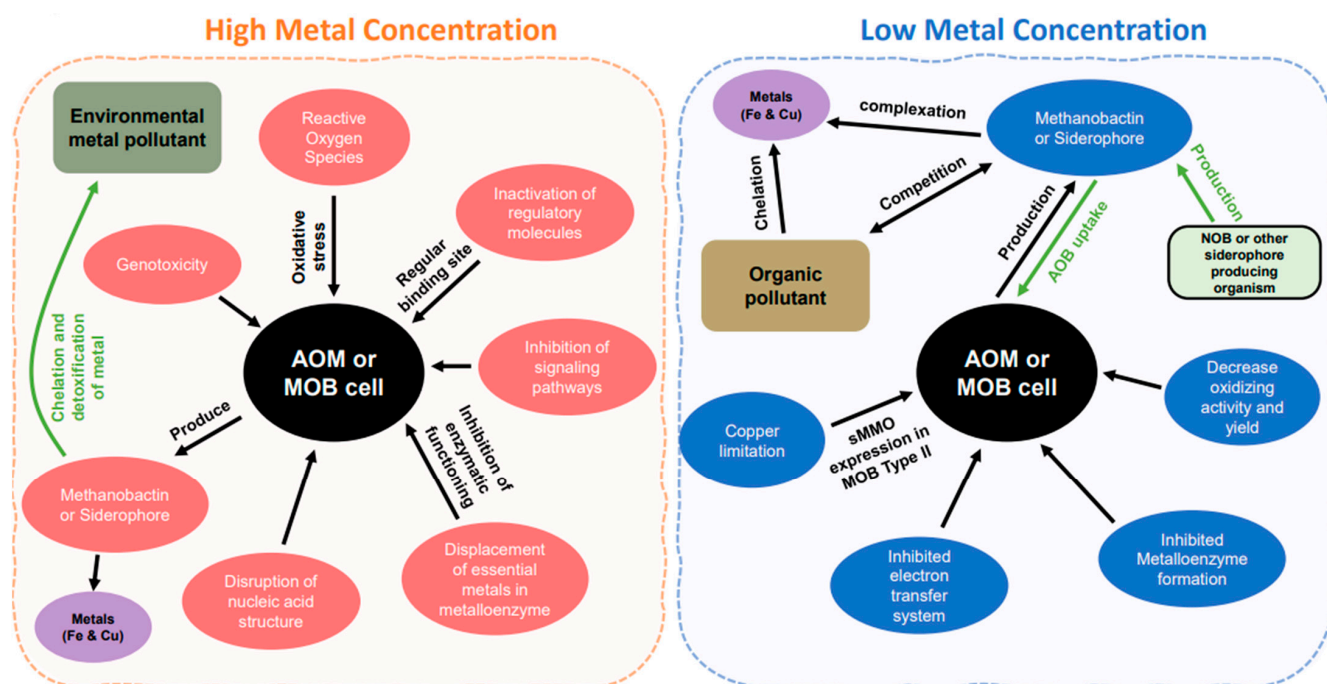 High Metal Concentration
Environmental
metal pollutant
Reactive
Oxygen
Species
Inactivation of
regulatory
molecules
Genotoxicity
Oxidative
stress
Regular
binding site
Chelation and
detoxification
of metal
AOM or
MOB cell
Inhibition of
signaling
pathways
Produce
Inhibition of
enzymatic
functioning
Methanobactin
or Siderophore
Disruption of
nucleic acid
structure
Displacement
of essential
metals in
metalloenzyme
Metals
(Fe & Cu)
Low Metal Concentration
Metals
(Fe & Cu)
complexation
Methanobactin
or Siderophore
Chelation
Competition
Production
Production
AOB uptake
NOB or other
siderophore
producing
organism
Organic
pollutant
AOM or
MOB cell
Decrease
oxidizing
activity and
yield
Copper
limitation
sMMO
expression in
MOB Type II
Inhibited
electron
transfer
system
Inhibited
Metalloenzyme
formation